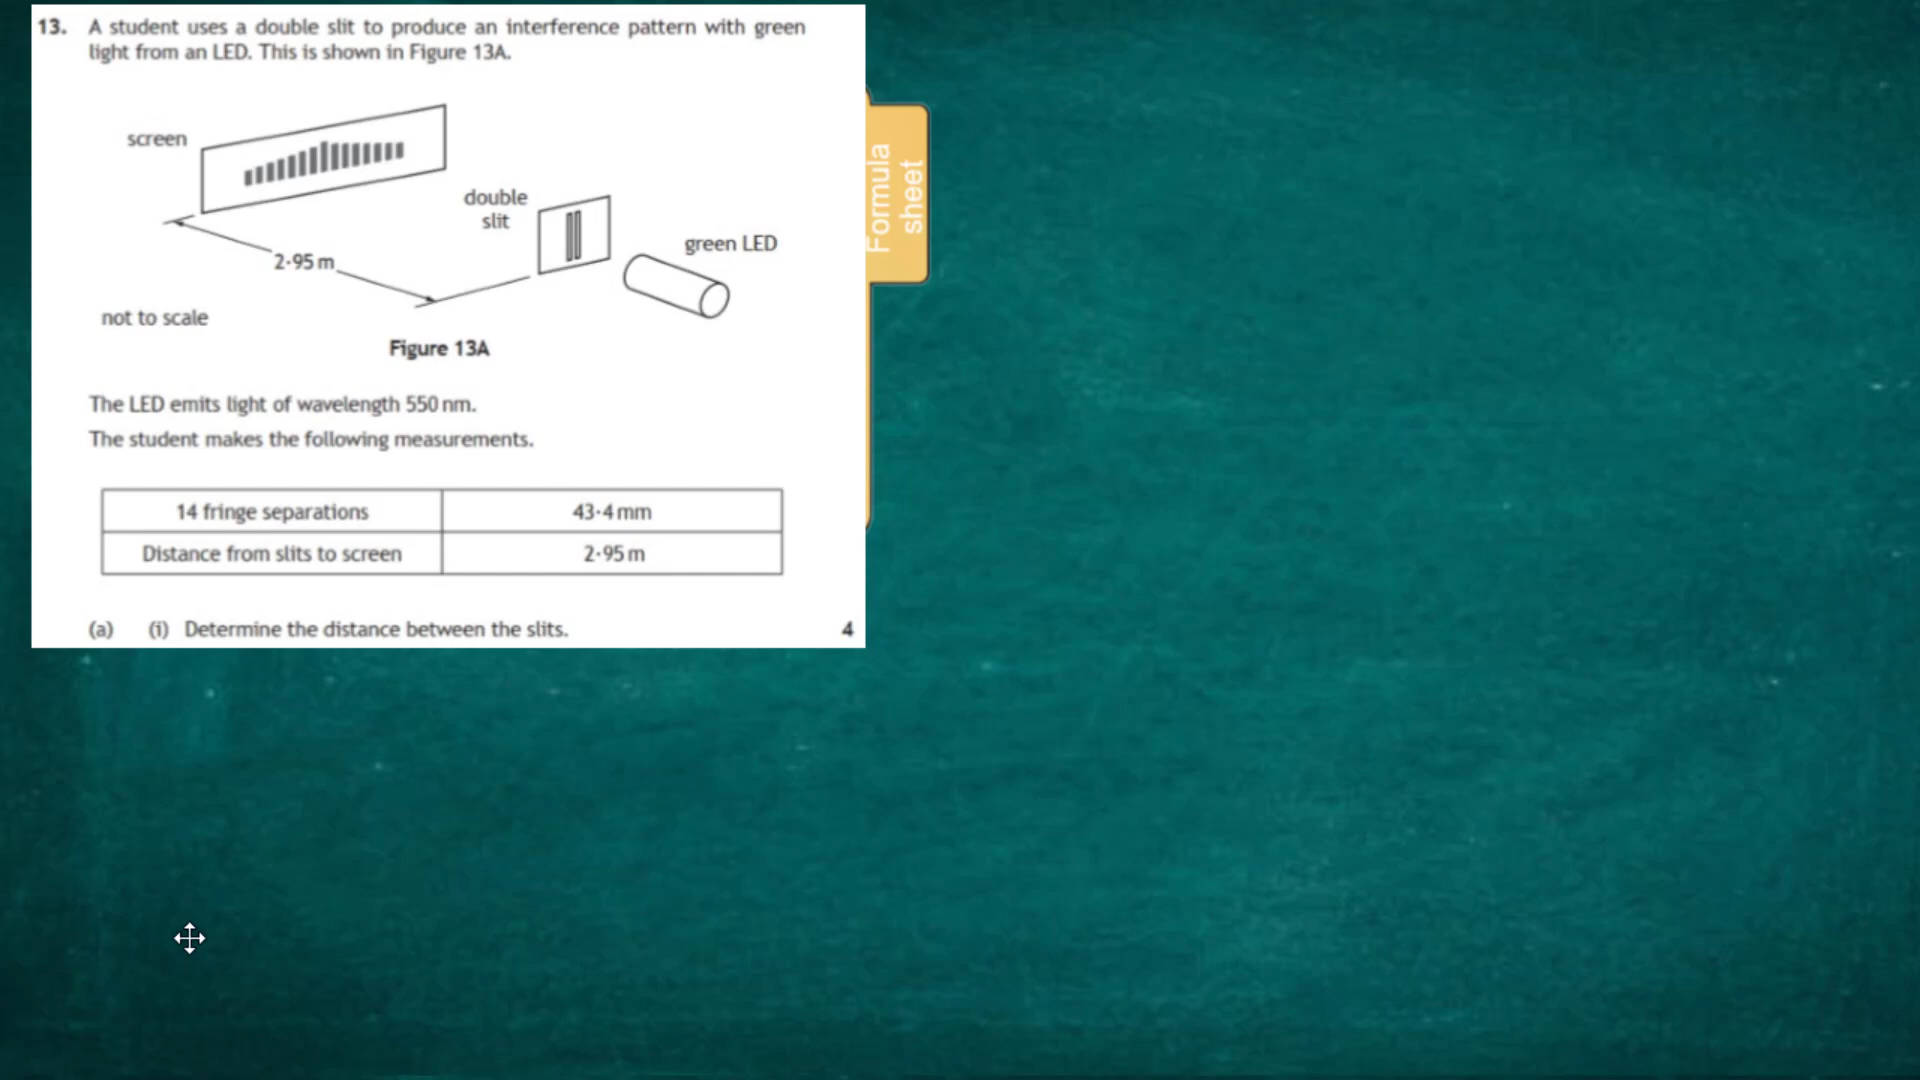 13. A student uses a double slit to produce an interference pattern with green
light from an LED. This is shown in Figure 13A.
screen
double
slit
green LED
2·95 m
not to scale
Figure 13A
The LED emits light of wavelength 550 nm.
The student makes the following measurements.
14 fringe separations 43·4 mm
Distance from slits to screen 2·95 m
(a) (i) Determine the distance between the slits. 4
Formula
sheet